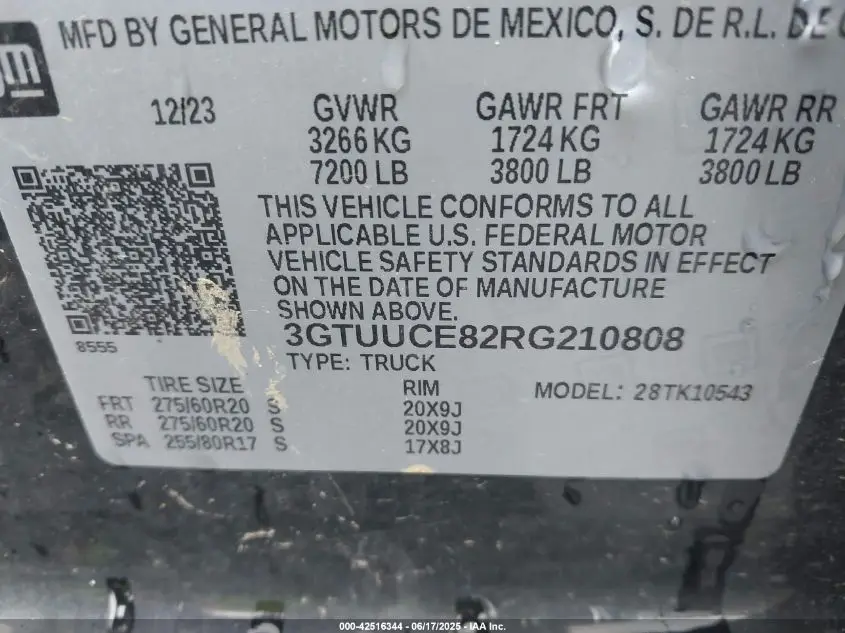 gm
MFD BY GENERAL MOTORS DE MEXICO, S. DE R.L. DE
12/23 GVWR GAWR FRT GAWR RR
3266 KG 1724 KG 1724 KG
7200 LB 3800 LB 3800 LB
THIS VEHICLE CONFORMS TO ALL
APPLICABLE U.S. FEDERAL MOTOR
VEHICLE SAFETY STANDARDS IN EFFECT
ON THE DATE OF MANUFACTURE
SHOWN ABOVE.
3GTUUCE82RG210808
8555
TYPE: TRUCK
TIRE SIZE RIM MODEL: 28TK10543
FRT 275/60R20 S 20X9J
RR 275/60R20 S 20X9J
SPA 255/80R17 S 17X8J
000-42516344 - 06/17/2025 - IAA Inc.